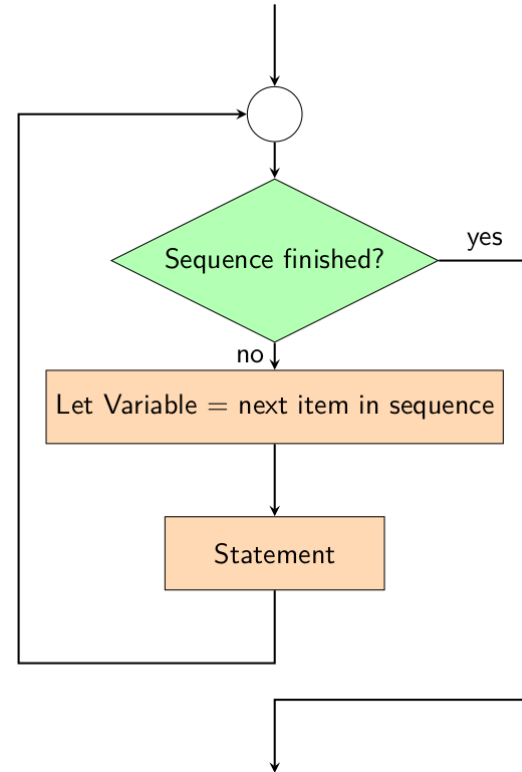 Sequence finished?
yes
no
Let Variable = next item in sequence
Statement